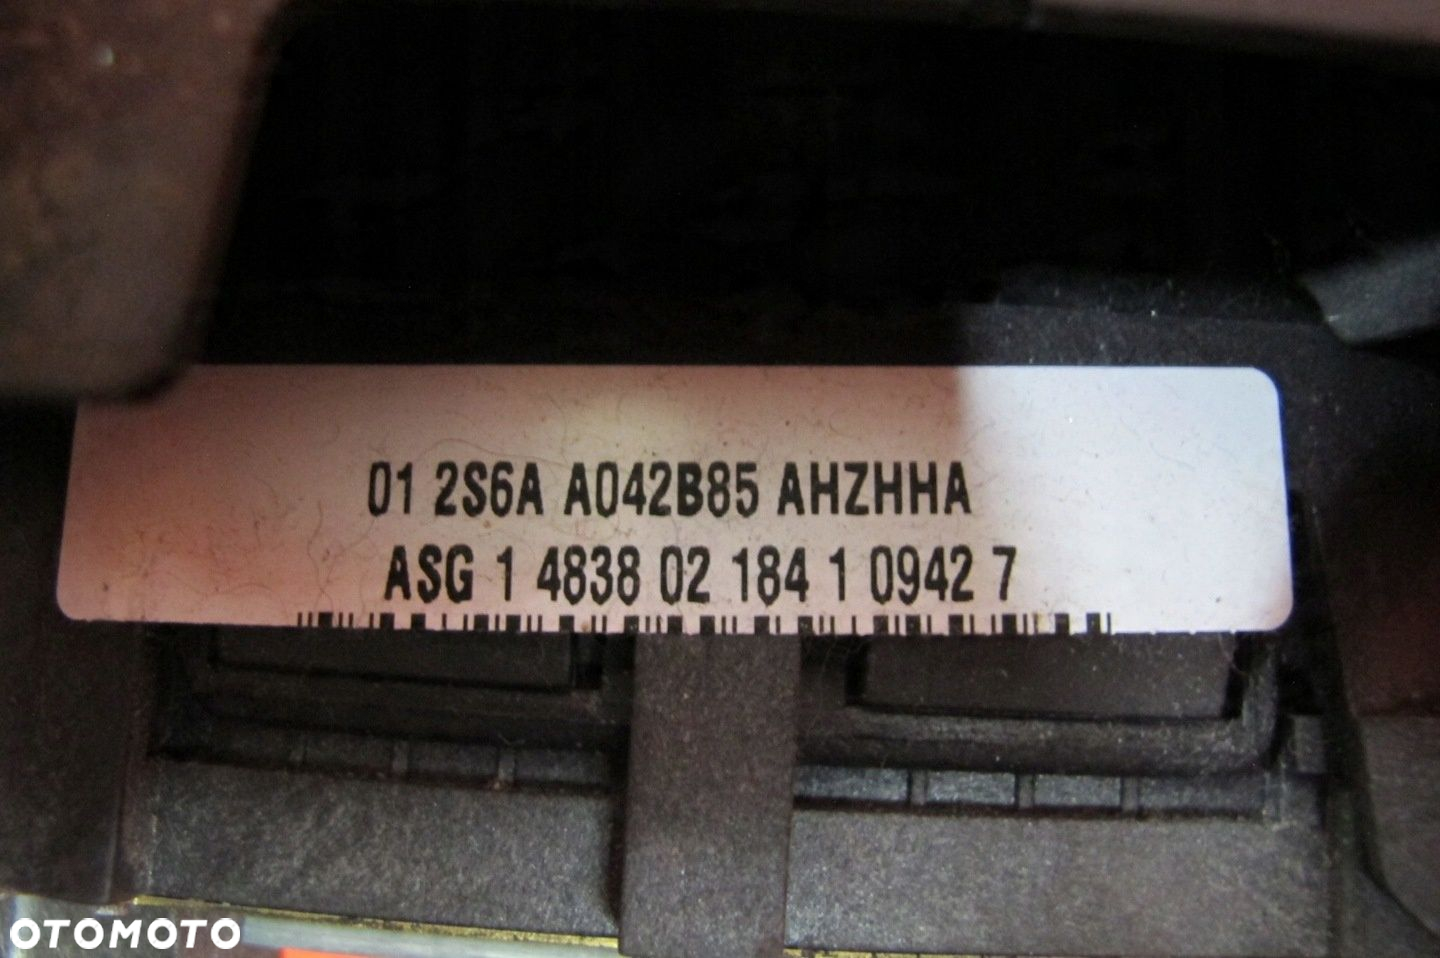 01 2S6A A042B85 AHZHHA
ASG 1 4838 02 184 1 0942 7
OTOMOTO